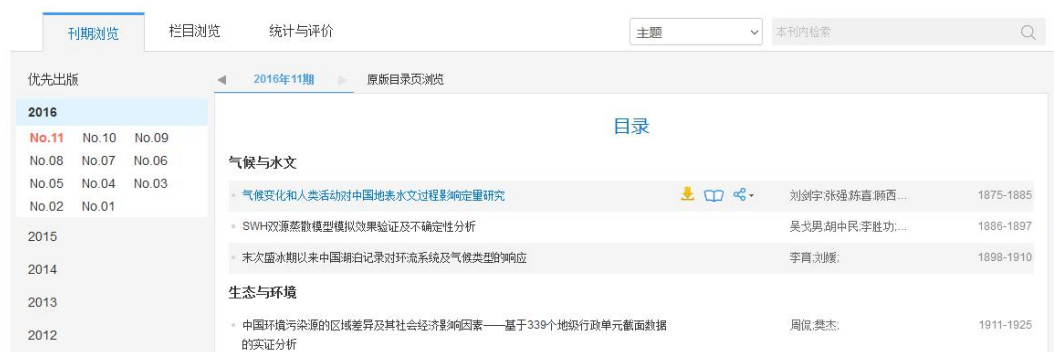 刊期浏览 栏目浏览 统计与评价 主题 本刊内检索
优先出版 2016年11期 原版目录页浏览
2016
目录
No.11 No.10 No.09
No.08 No.07 No.06
气候与水文
No.05 No.04 No.03
气候变化和人类活动对中国地表水文过程影响定量研究 刘剑宇;张强;陈喜;顾西... 1875-1885
No.02 No.01
SWH双源蒸散模型模拟效果验证及不确定性分析 吴戈男;胡中民;李胜功;... 1886-1897
2015
末次盛冰期以来中国湖泊记录对环流系统及气候类型的响应 李育;刘媛; 1898-1910
2014
生态与环境
2013
中国环境污染源的区域差异及其社会经济影响因素——基于339个地级行政单元截面数据 周侃;樊杰; 1911-1925
的实证分析
2012